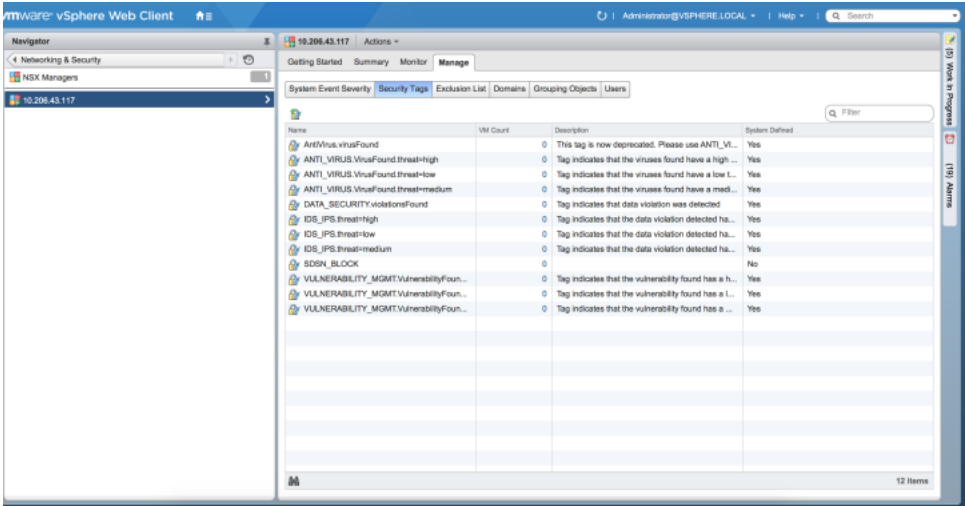 vmware® vSphere Web Client
Administrator@VSPHERE.LOCAL | Help | Search
Navigator
Networking & Security
NSX Managers 1
10.206.43.117
10.206.43.117 Actions
Getting Started Summary Monitor Manage
System Event Severity Security Tags Exclusion List Domains Grouping Objects Users
Filter
Name VM Count Description System Defined
AntiVirus.virusFound 0 This tag is now deprecated. Please use ANTI_VI... Yes
ANTI_VIRUS.VirusFound.threat=high 0 Tag indicates that the viruses found have a high ... Yes
ANTI_VIRUS.VirusFound.threat=low 0 Tag indicates that the viruses found have a low t... Yes
ANTI_VIRUS.VirusFound.threat=medium 0 Tag indicates that the viruses found have a medi... Yes
DATA_SECURITY.violationsFound 0 Tag indicates that data violation was detected Yes
IDS_IPS.threat=high 0 Tag indicates that the data violation detected ha... Yes
IDS_IPS.threat=low 0 Tag indicates that the data violation detected ha... Yes
IDS_IPS.threat=medium 0 Tag indicates that the data violation detected ha... Yes
SDSN_BLOCK 0 No
VULNERABILITY_MGMT.VulnerabilityFoun... 0 Tag indicates that the vulnerability found has a h... Yes
VULNERABILITY_MGMT.VulnerabilityFoun... 0 Tag indicates that the vulnerability found has a l... Yes
VULNERABILITY_MGMT.VulnerabilityFoun... 0 Tag indicates that the vulnerability found has a ... Yes
12 items
(5) Work In Progress
(19) Alarms